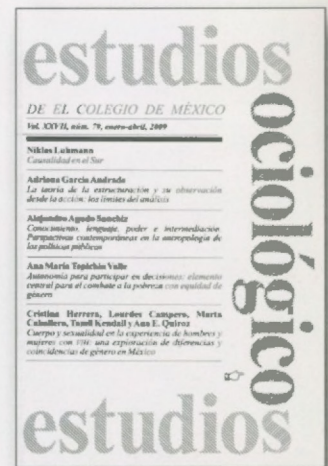 estudios
ociológico
DE EL COLEGIO DE MÉXICO
Vol. XXVII, núm. 79, enero-abril, 2009
Niklas Luhmann
Causalidad en el Sur
Adriana García Andrade
La teoría de la estructuración y su observación
desde la acción: los límites del análisis
Alejandro Agudo Sanchíz
Conocimiento, lenguaje, poder e intermediación.
Perspectivas contemporáneas en la antropología de
las políticas públicas
Ana María Tepichin Valle
Autonomía para participar en decisiones: elemento
central para el combate a la pobreza con equidad de
género
Cristina Herrera, Lourdes Campero, Marta
Caballero, Tamil Kendall y Ana E. Quiroz
Cuerpo y sexualidad en la experiencia de hombres y
mujeres con VIH: una exploración de diferencias y
coincidencias de género en México
estudios